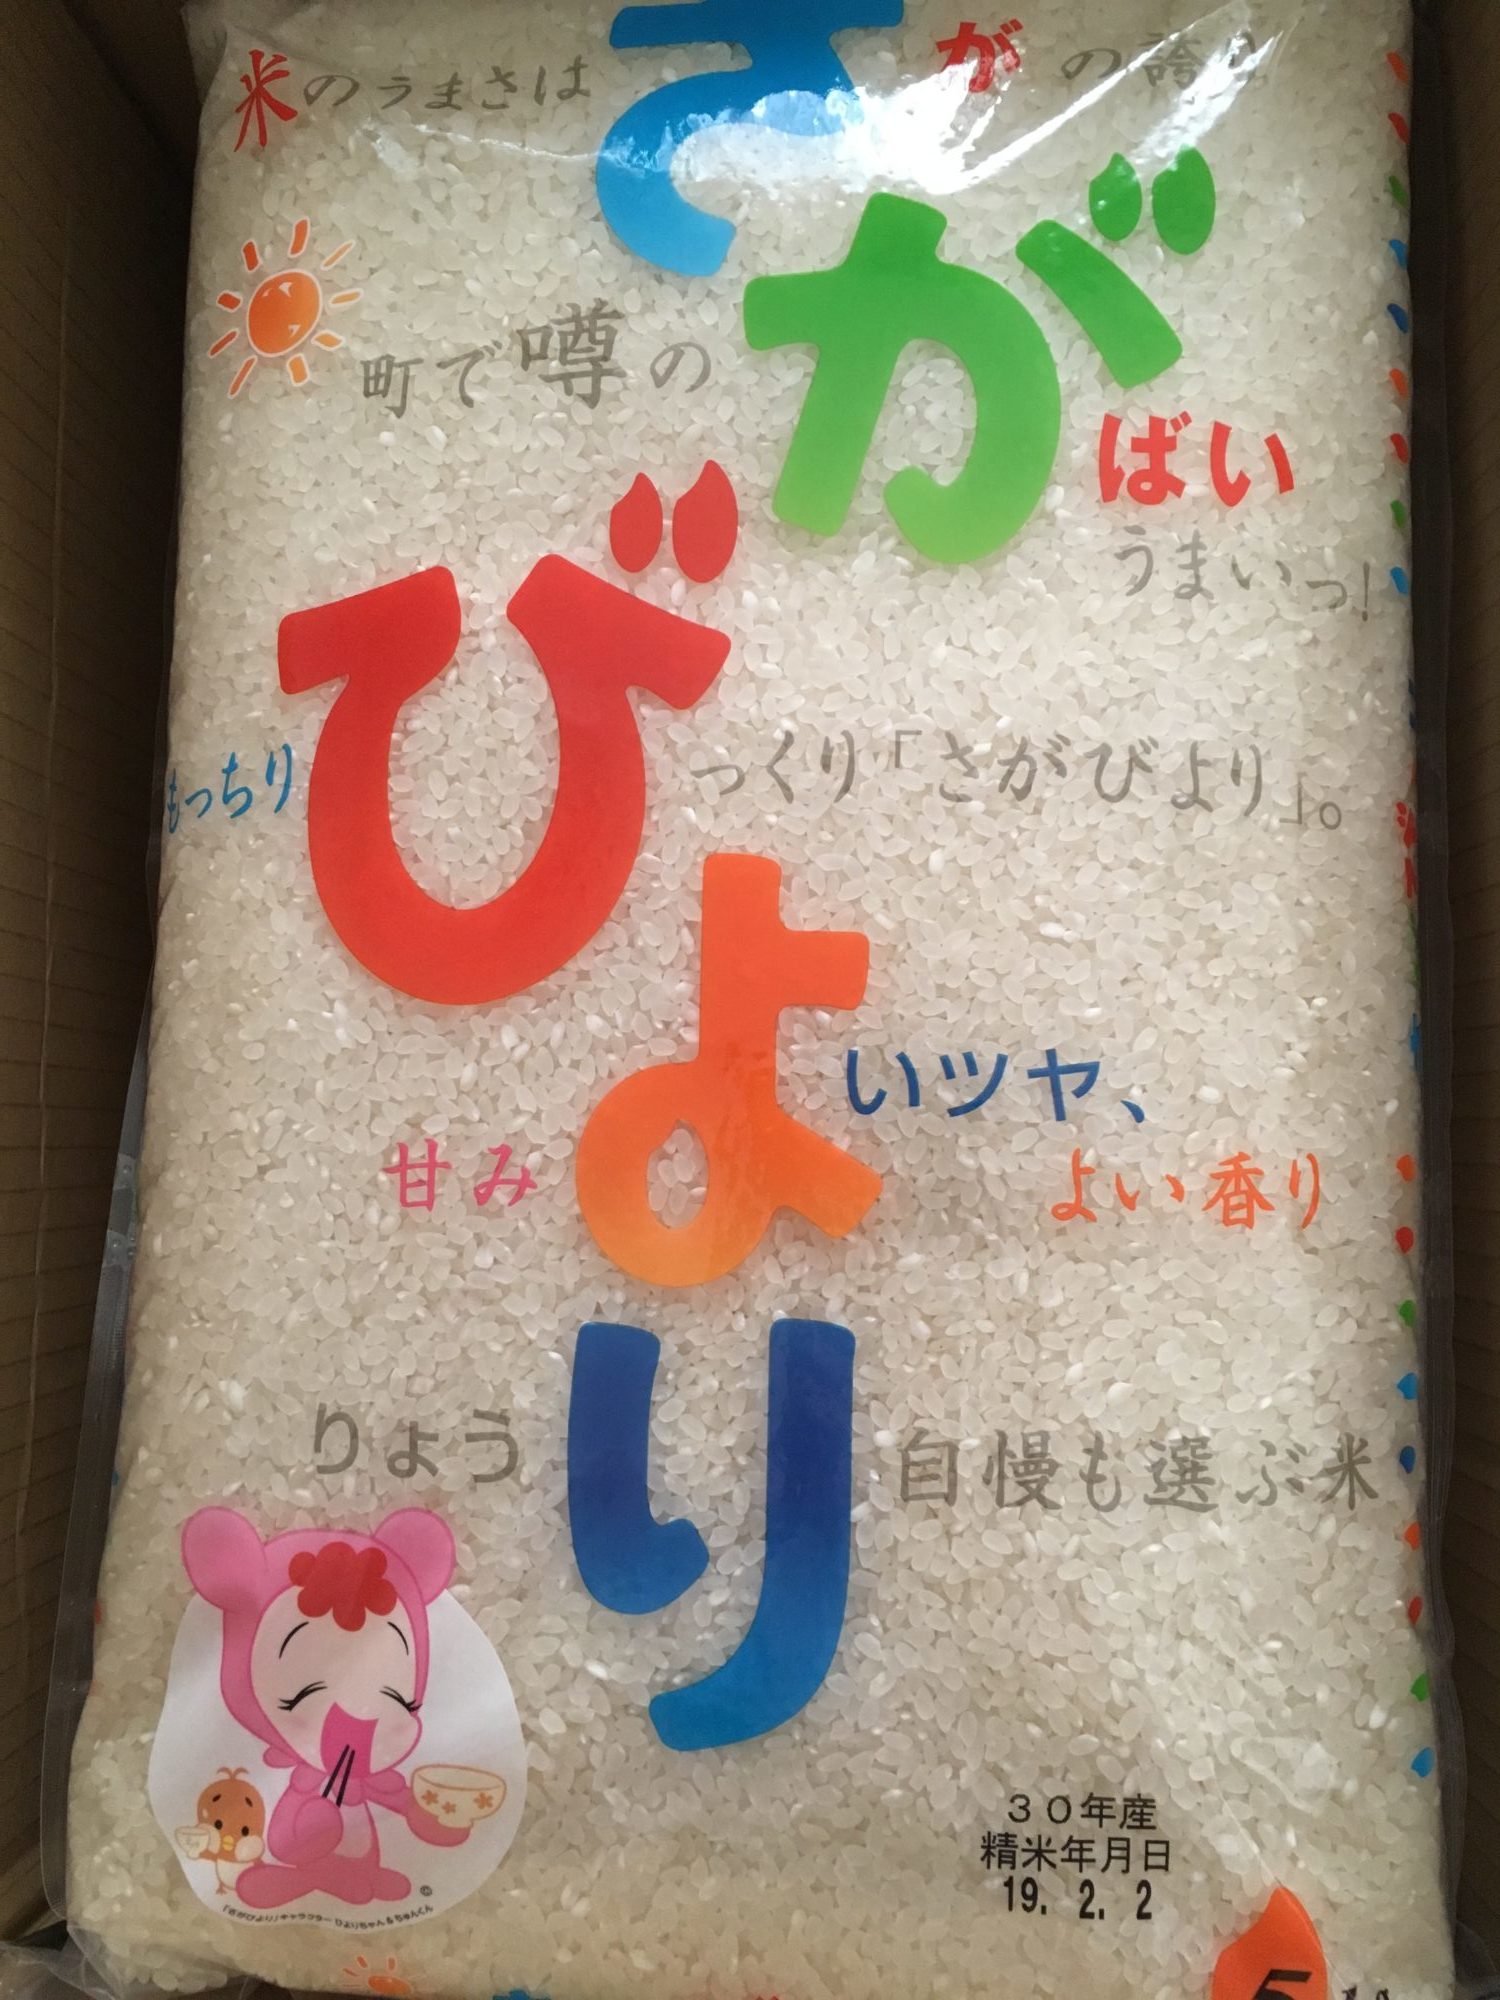 米のうまさは さ がの誇り
町で噂の が ばい
うまいっ!
もっちり び っくり「さがびより」。
よ いツヤ、
甘み よい香り
りょう り 自慢も選ぶ米
30年産
精米年月日
19. 2. 2
「さがびより」キャラクター ひよりちゃん&ちゅんくん
©
5